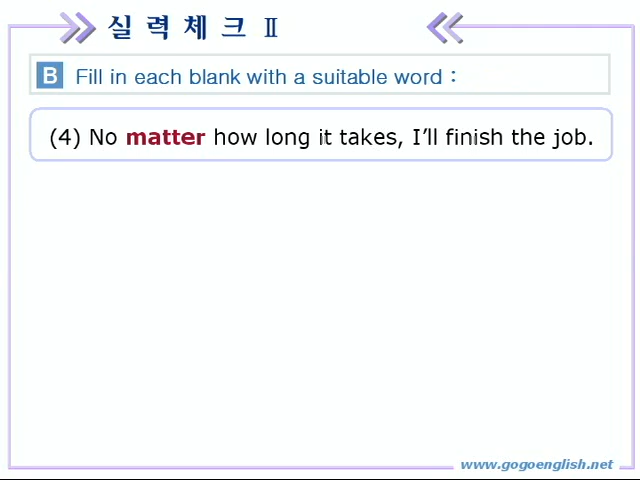 실 력 체 크 Ⅱ
B Fill in each blank with a suitable word :
(4) No matter how long it takes, I’ll finish the job.
www.gogoenglish.net